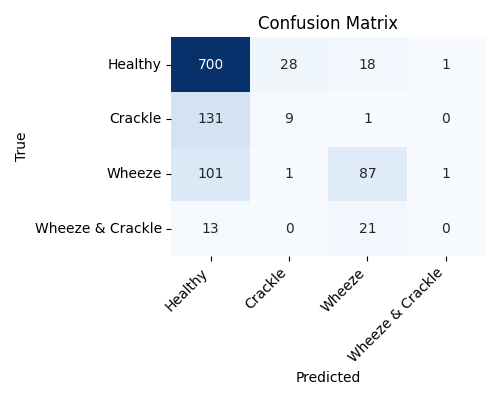 Confusion Matrix
True
Healthy 700 28 18 1
Crackle 131 9 1 0
Wheeze 101 1 87 1
Wheeze & Crackle 13 0 21 0
Healthy Crackle Wheeze Wheeze & Crackle
Predicted